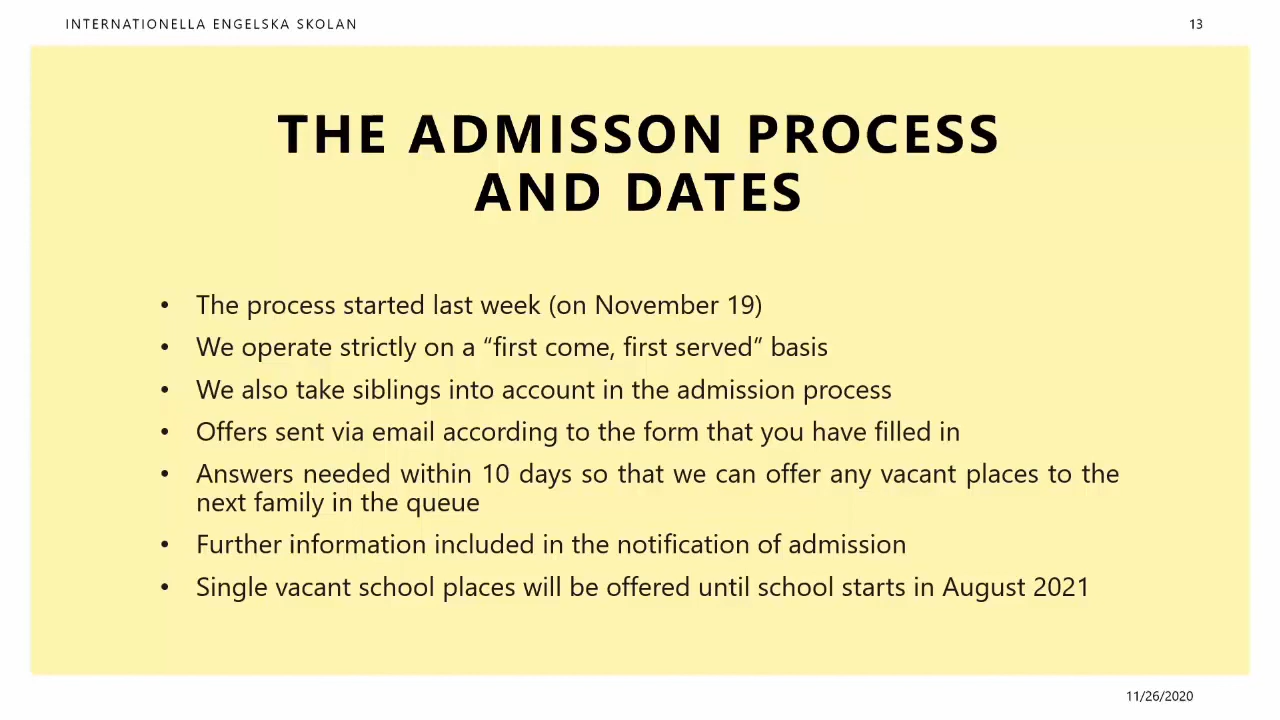 INTERNATIONELLA ENGELSKA SKOLAN
13
THE ADMISSON PROCESS
AND DATES
• The process started last week (on November 19)
• We operate strictly on a “first come, first served” basis
• We also take siblings into account in the admission process
• Offers sent via email according to the form that you have filled in
• Answers needed within 10 days so that we can offer any vacant places to the
next family in the queue
• Further information included in the notification of admission
• Single vacant school places will be offered until school starts in August 2021
11/26/2020